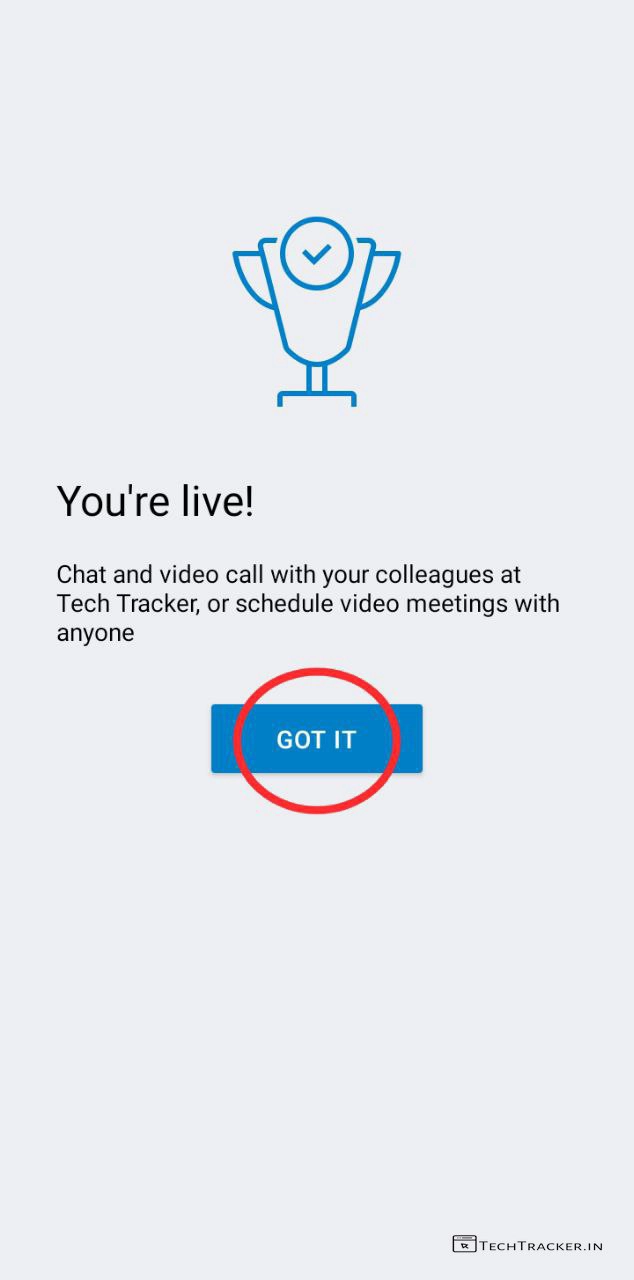 You're live!
Chat and video call with your colleagues at
Tech Tracker, or schedule video meetings with
anyone
GOT IT
TECHTRACKER.IN